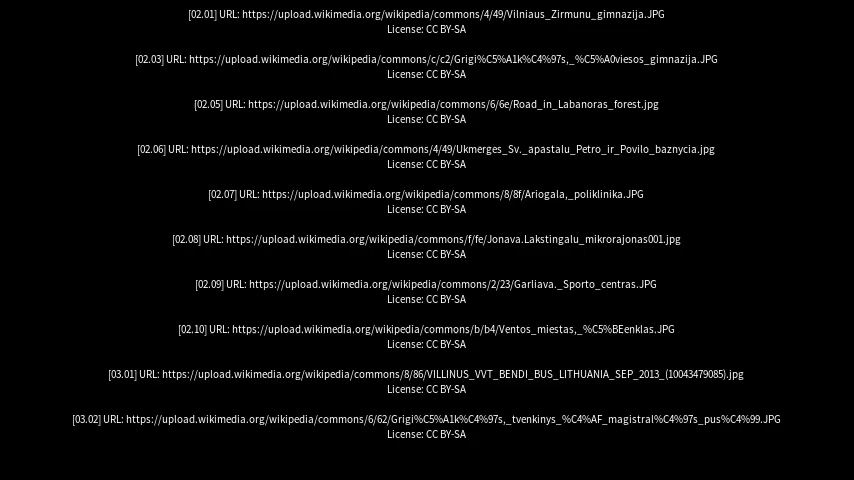 [02.01] URL: https://upload.wikimedia.org/wikipedia/commons/4/49/Vilniaus_Zirmunu_gimnazija.JPG
License: CC BY-SA
[02.03] URL: https://upload.wikimedia.org/wikipedia/commons/c/c2/Grigi%C5%A1k%C4%97s,_%C5%A0viesos_gimnazija.JPG
License: CC BY-SA
[02.05] URL: https://upload.wikimedia.org/wikipedia/commons/6/6e/Road_in_Labanoras_forest.jpg
License: CC BY-SA
[02.06] URL: https://upload.wikimedia.org/wikipedia/commons/4/49/Ukmerges_Sv._apastalu_Petro_ir_Povilo_baznycia.jpg
License: CC BY-SA
[02.07] URL: https://upload.wikimedia.org/wikipedia/commons/8/8f/Ariogala,_poliklinika.JPG
License: CC BY-SA
[02.08] URL: https://upload.wikimedia.org/wikipedia/commons/f/fe/Jonava.Lakstingalu_mikrorajonas001.jpg
License: CC BY-SA
[02.09] URL: https://upload.wikimedia.org/wikipedia/commons/2/23/Garliava._Sporto_centras.JPG
License: CC BY-SA
[02.10] URL: https://upload.wikimedia.org/wikipedia/commons/b/b4/Ventos_miestas,_%C5%BEenklas.JPG
License: CC BY-SA
[03.01] URL: https://upload.wikimedia.org/wikipedia/commons/8/86/VILLINUS_VVT_BENDI_BUS_LITHUANIA_SEP_2013_(10043479085).jpg
License: CC BY-SA
[03.02] URL: https://upload.wikimedia.org/wikipedia/commons/6/62/Grigi%C5%A1k%C4%97s,_tvenkinys_%C4%AF_magistral%C4%97s_pus%C4%99.JPG
License: CC BY-SA